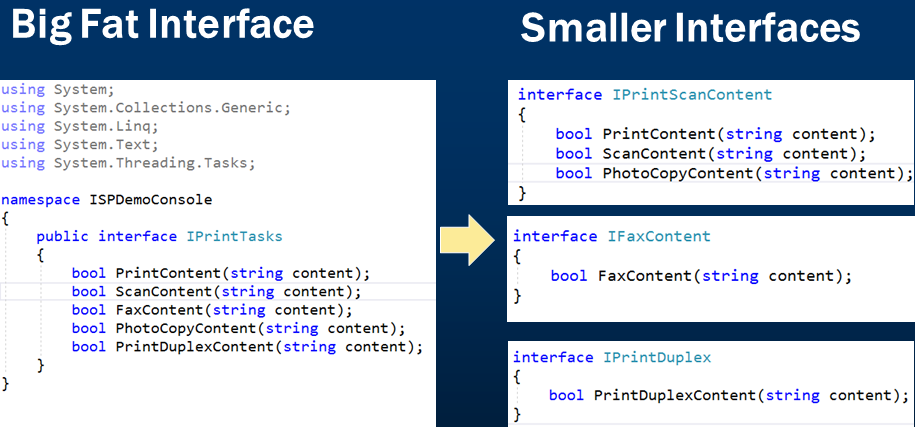 Big Fat Interface
using System;
using System.Collections.Generic;
using System.Linq;
using System.Text;
using System.Threading.Tasks;
namespace ISPDemoConsole
{
public interface IPrintTasks
{
bool PrintContent(string content);
bool ScanContent(string content);
bool FaxContent(string content);
bool PhotoCopyContent(string content);
bool PrintDuplexContent(string content);
}
}
Smaller Interfaces
interface IPrintScanContent
{
bool PrintContent(string content);
bool ScanContent(string content);
bool PhotoCopyContent(string content);
}
interface IFaxContent
{
bool FaxContent(string content);
}
interface IPrintDuplex
{
bool PrintDuplexContent(string content);
}